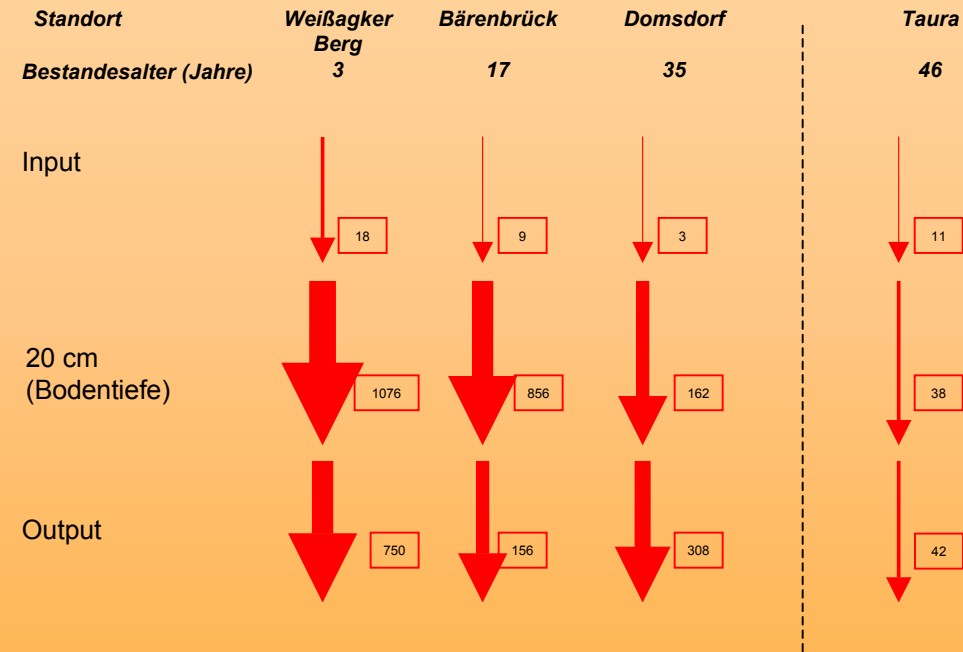 Standort Weißagker Berg Bärenbrück Domsdorf Taura
Bestandesalter (Jahre) 3 17 35 46
Input
18 9 3 11
20 cm
(Bodentiefe)
1076 856 162 38
Output
750 156 308 42